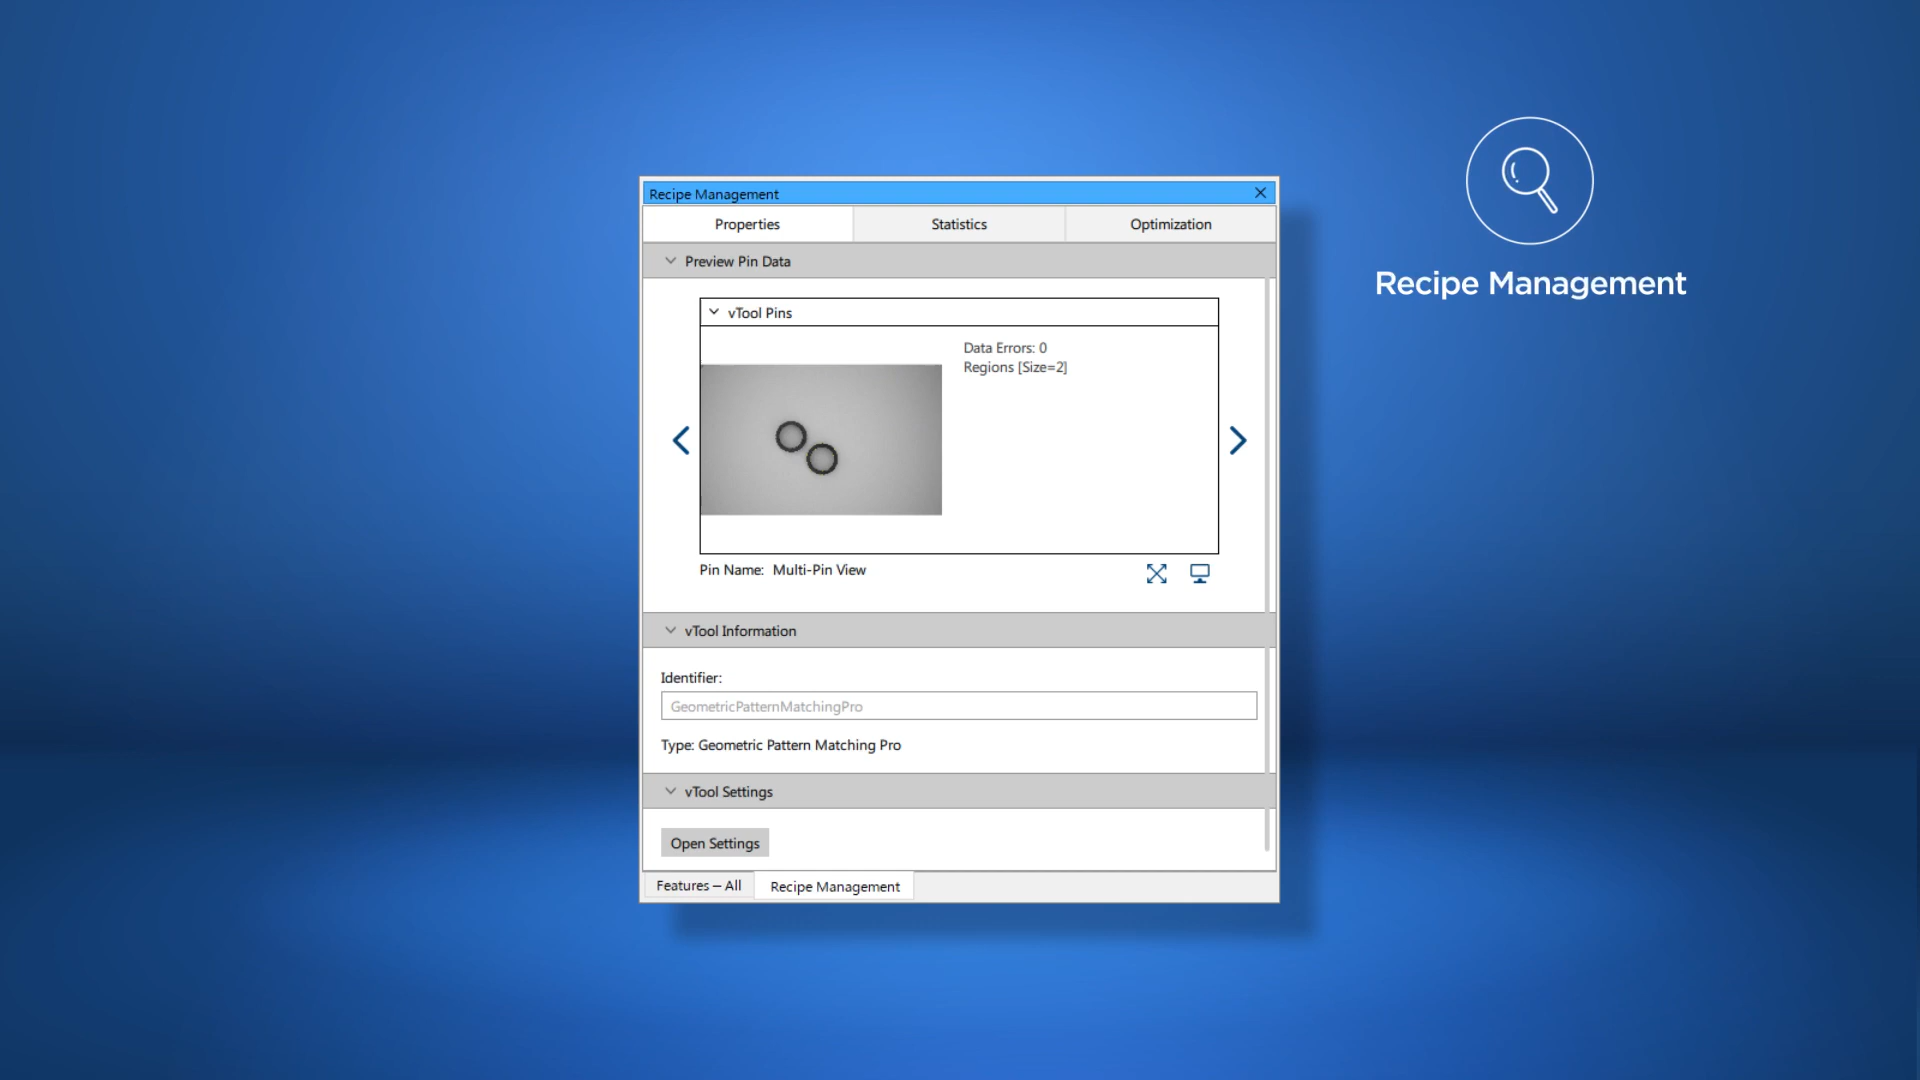 Recipe Management
Recipe Management
Properties
Statistics
Optimization
Preview Pin Data
vTool Pins
Data Errors: 0
Regions [Size=2]
Pin Name: Multi-Pin View
vTool Information
Identifier:
GeometricPatternMatchingPro
Type: Geometric Pattern Matching Pro
vTool Settings
Open Settings
Features – All
Recipe Management